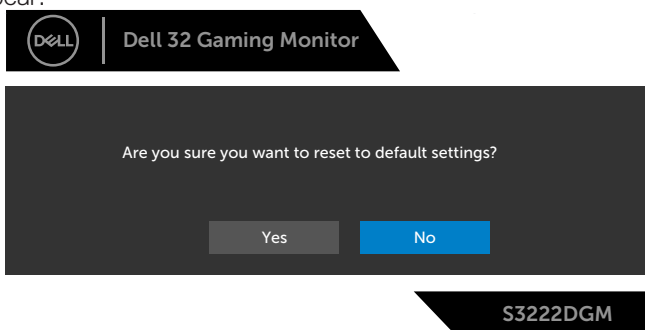 DELL
Dell 32 Gaming Monitor
Are you sure you want to reset to default settings?
Yes
No
S3222DGM